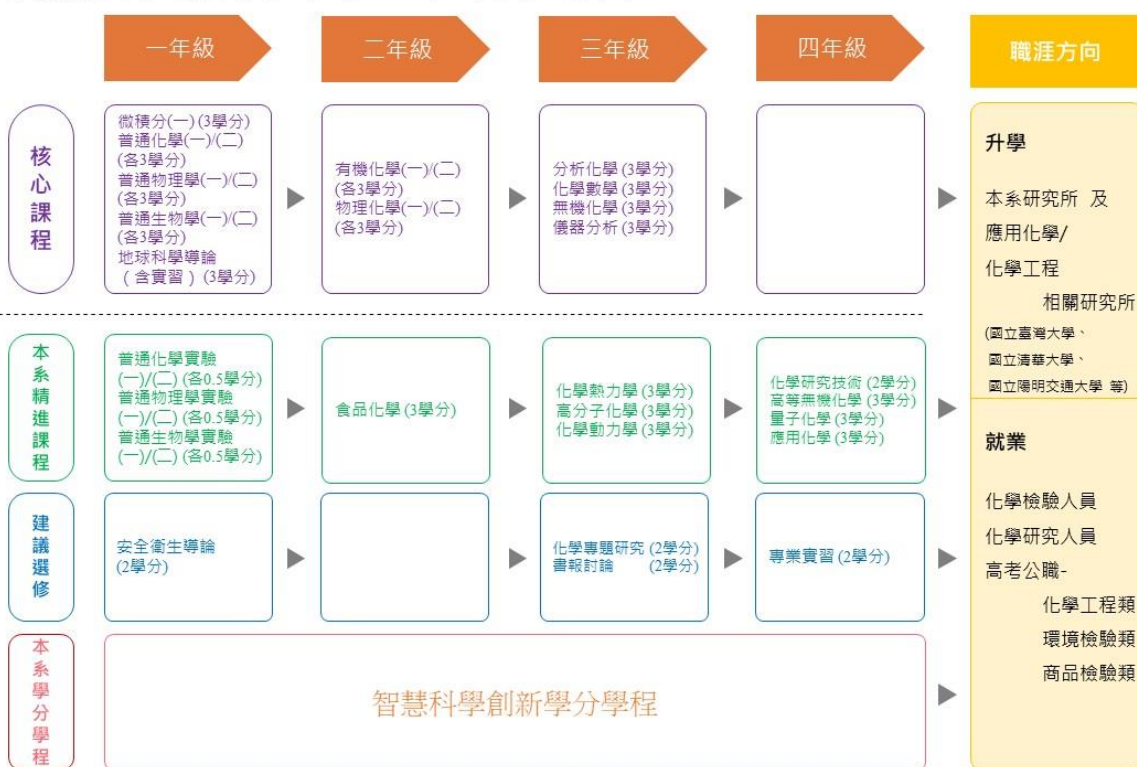 一年級
二年級
三年級
四年級
職涯方向
核心課程
微積分(一) (3學分)
普通化學(一)/(二)
(各3學分)
普通物理學(一)/(二)
(各3學分)
普通生物學(一)/(二)
(各3學分)
地球科學導論
（含實習）(3學分)
有機化學(一)/(二)
(各3學分)
物理化學(一)/(二)
(各3學分)
分析化學 (3學分)
化學數學 (3學分)
無機化學 (3學分)
儀器分析 (3學分)
本系精進課程
普通化學實驗
(一)/(二) (各0.5學分)
普通物理學實驗
(一)/(二) (各0.5學分)
普通生物學實驗
(一)/(二) (各0.5學分)
食品化學 (3學分)
化學熱力學 (3學分)
高分子化學 (3學分)
化學動力學 (3學分)
化學研究技術 (2學分)
高等無機化學 (3學分)
量子化學 (3學分)
應用化學 (3學分)
建議選修
安全衛生導論
(2學分)
化學專題研究 (2學分)
書報討論 (2學分)
專業實習 (2學分)
本系學分學程
智慧科學創新學分學程
升學
本系研究所 及
應用化學/
化學工程
相關研究所
(國立臺灣大學、
國立清華大學、
國立陽明交通大學 等)
就業
化學檢驗人員
化學研究人員
高考公職-
化學工程類
環境檢驗類
商品檢驗類